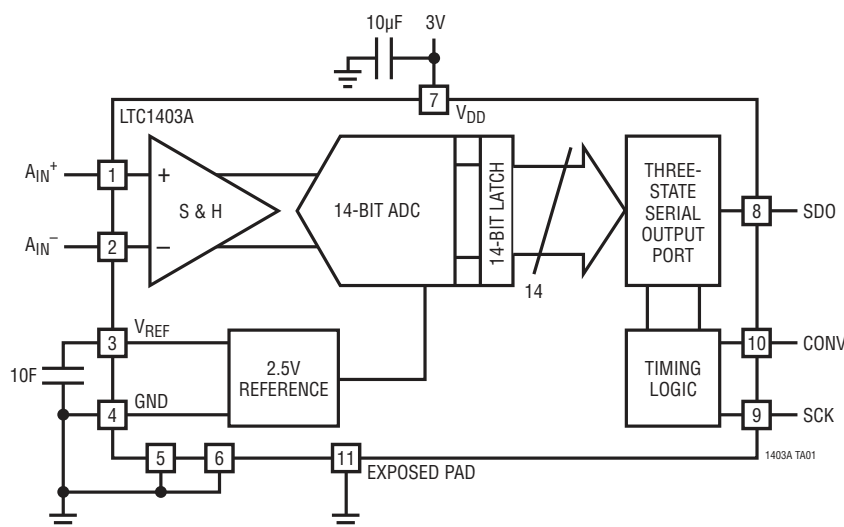 10µF
3V
7
LTC1403A
VDD
AIN+
1
+
S & H
AIN–
2
–
14-BIT ADC
14-BIT LATCH
14
THREE-
STATE
SERIAL
OUTPUT
PORT
8
SDO
VREF
3
10F
2.5V
REFERENCE
GND
4
TIMING
LOGIC
10
CONV
9
SCK
5
6
11
EXPOSED PAD
1403A TA01